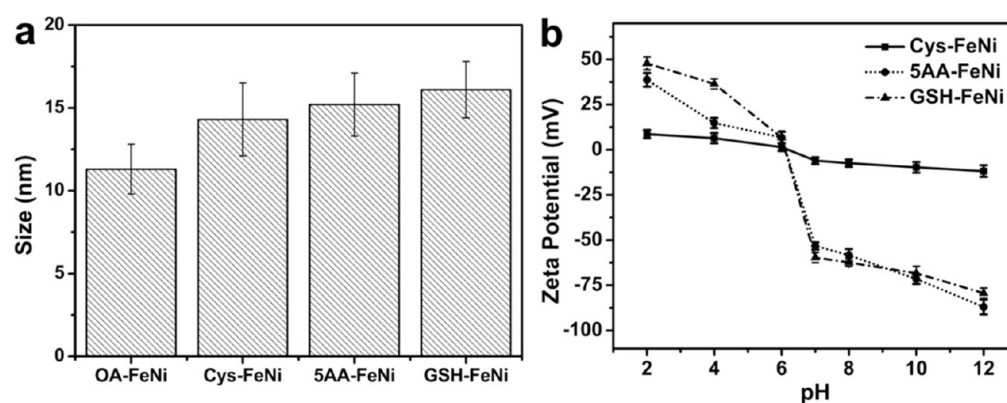 a
20
15
10
5
0
Size (nm)
OA-FeNi
Cys-FeNi
5AA-FeNi
GSH-FeNi
b
Cys-FeNi
5AA-FeNi
GSH-FeNi
50
25
0
-25
-50
-75
-100
Zeta Potential (mV)
2 4 6 8 10 12
pH